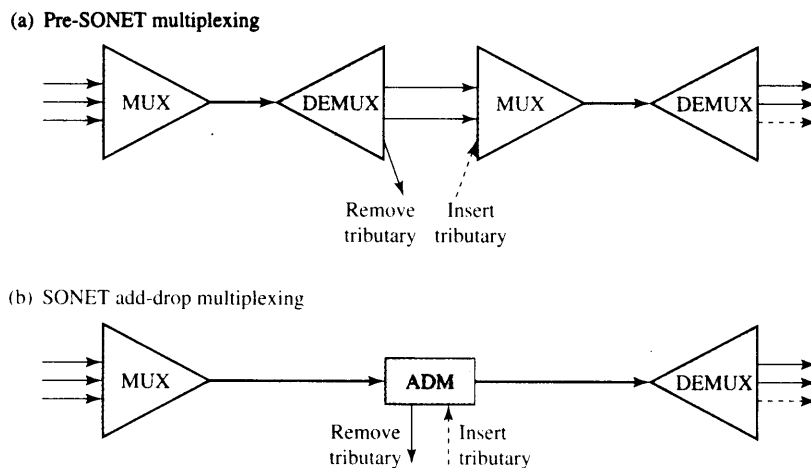 (a) Pre-SONET multiplexing
MUX
DEMUX
MUX
DEMUX
Remove
tributary
Insert
tributary
(b) SONET add-drop multiplexing
MUX
ADM
DEMUX
Remove
tributary
Insert
tributary